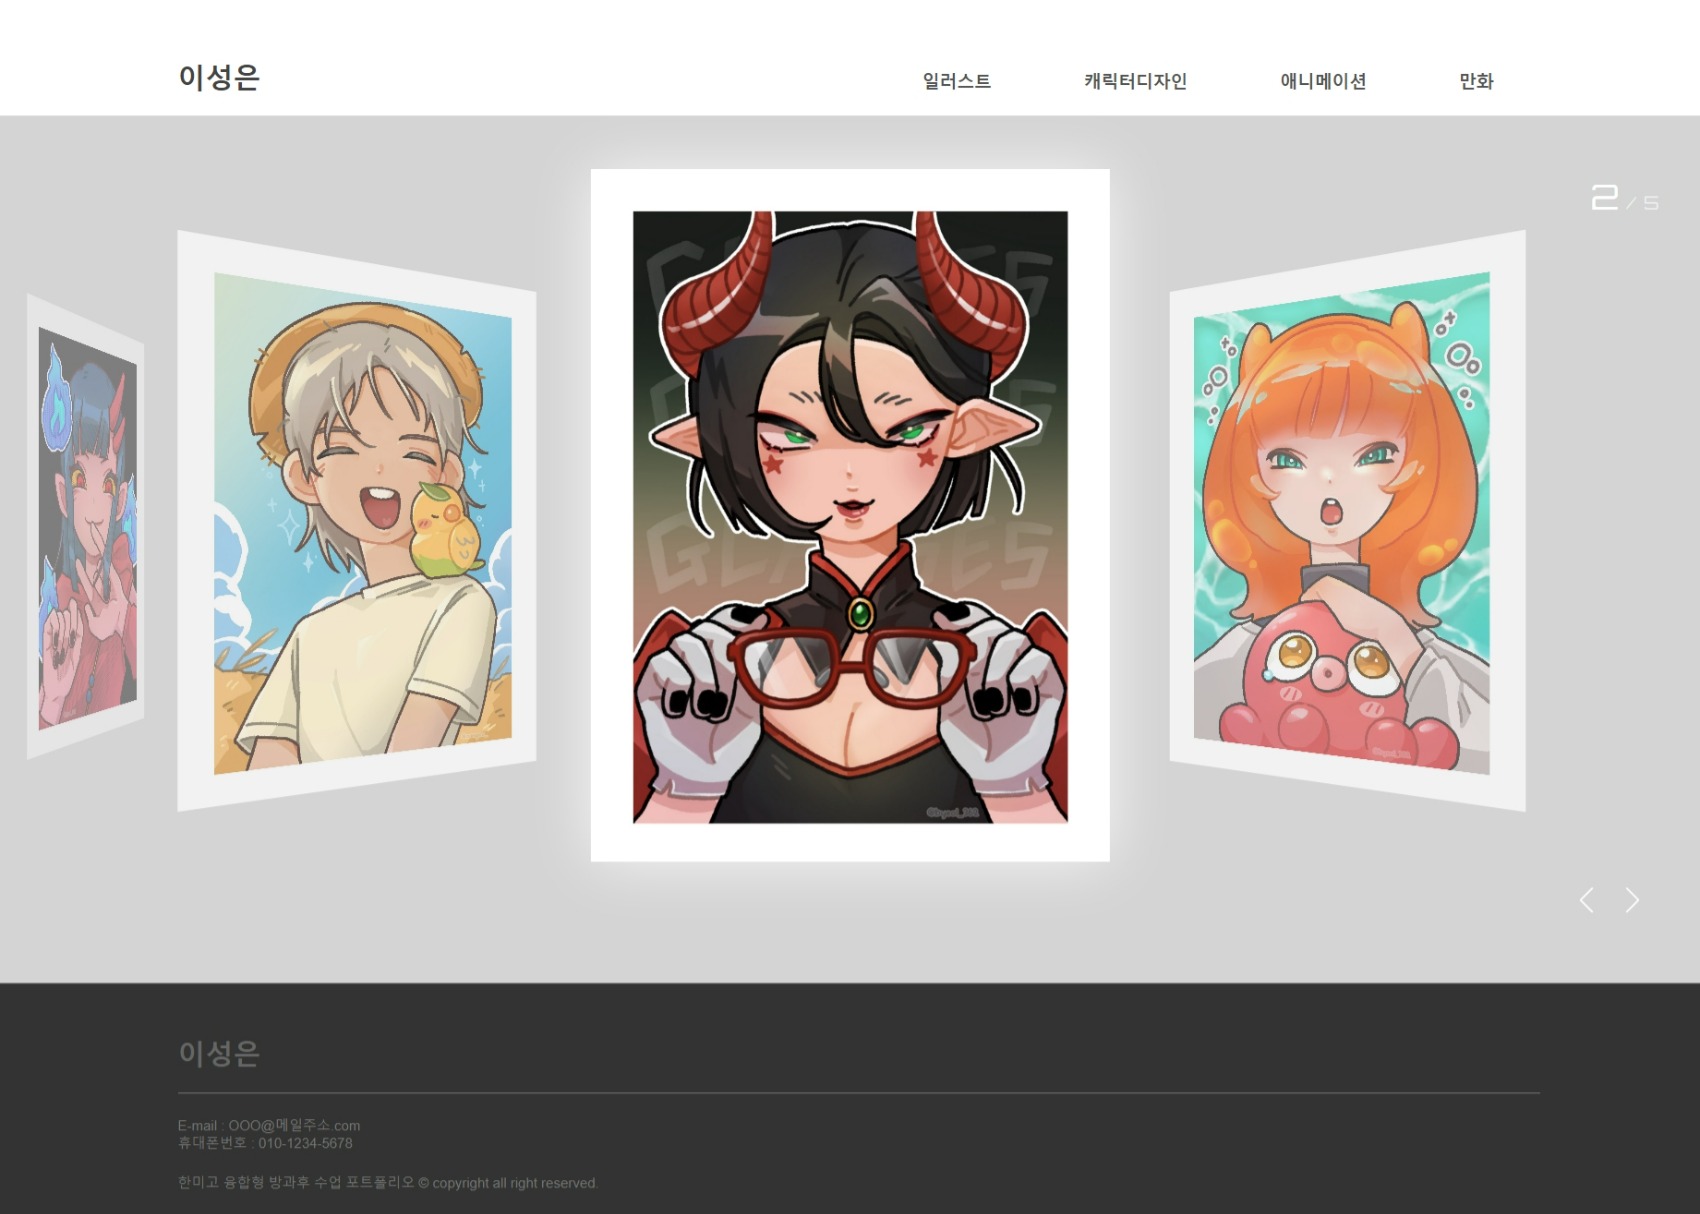 이성은
일러스트 캐릭터디자인 애니메이션 만화
2 / 5
GLASSES
이성은
E-mail : OOO@메일주소.com
휴대폰번호 : 010-1234-5678
한미고 융합형 방과후 수업 포트폴리오 © copyright all right reserved.